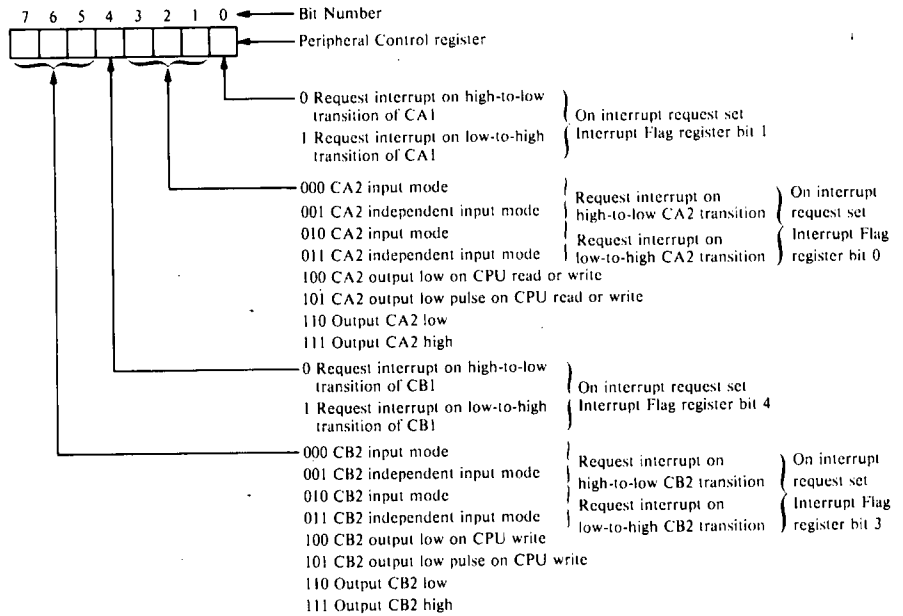 7 6 5 4 3 2 1 0 Bit Number
Peripheral Control register
0 Request interrupt on high-to-low
transition of CA1
1 Request interrupt on low-to-high
transition of CA1
On interrupt request set
Interrupt Flag register bit 1
000 CA2 input mode
001 CA2 independent input mode
010 CA2 input mode
011 CA2 independent input mode
Request interrupt on
high-to-low CA2 transition
Request interrupt on
low-to-high CA2 transition
On interrupt
request set
Interrupt Flag
register bit 0
100 CA2 output low on CPU read or write
101 CA2 output low pulse on CPU read or write
110 Output CA2 low
111 Output CA2 high
0 Request interrupt on high-to-low
transition of CB1
1 Request interrupt on low-to-high
transition of CB1
On interrupt request set
Interrupt Flag register bit 4
000 CB2 input mode
001 CB2 independent input mode
010 CB2 input mode
011 CB2 independent input mode
Request interrupt on
high-to-low CB2 transition
Request interrupt on
low-to-high CB2 transition
On interrupt
request set
Interrupt Flag
register bit 3
100 CB2 output low on CPU write
101 CB2 output low pulse on CPU write
110 Output CB2 low
111 Output CB2 high